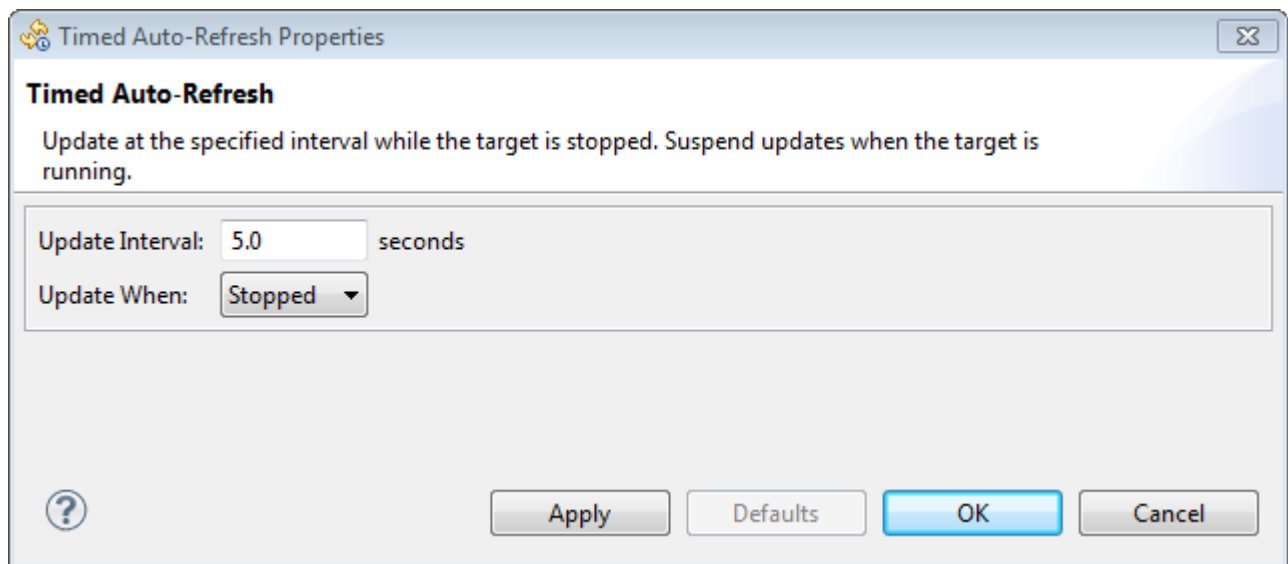 Timed Auto-Refresh Properties
Timed Auto-Refresh
Update at the specified interval while the target is stopped. Suspend updates when the target is
running.
Update Interval: 5.0 seconds
Update When: Stopped
? Apply Defaults OK Cancel